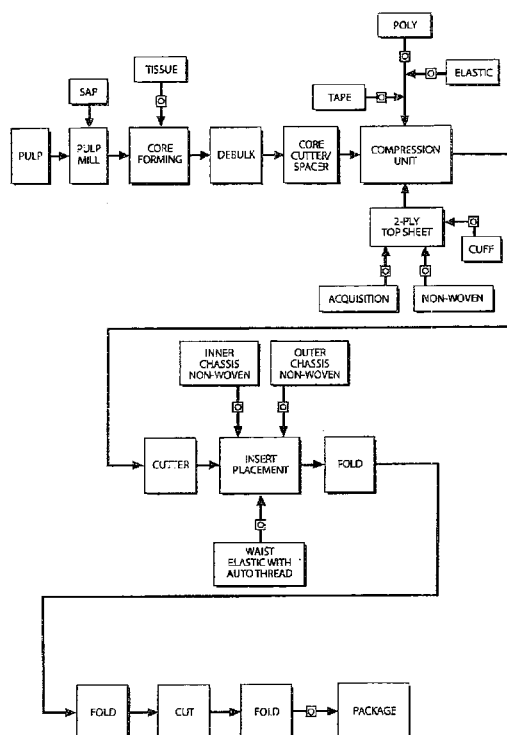 POLY
TISSUE
ELASTIC
SAP
TAPE
PULP
PULP
MILL
CORE
FORMING
DEBULK
CORE
CUTTER/
SPACER
COMPRESSION
UNIT
2-PLY
TOP SHEET
CUFF
ACQUISITION
NON-WOVEN
INNER
CHASSIS
NON-WOVEN
OUTER
CHASSIS
NON-WOVEN
CUTTER
INSERT
PLACEMENT
FOLD
WAIST
ELASTIC WITH
AUTO THREAD
FOLD
CUT
FOLD
PACKAGE